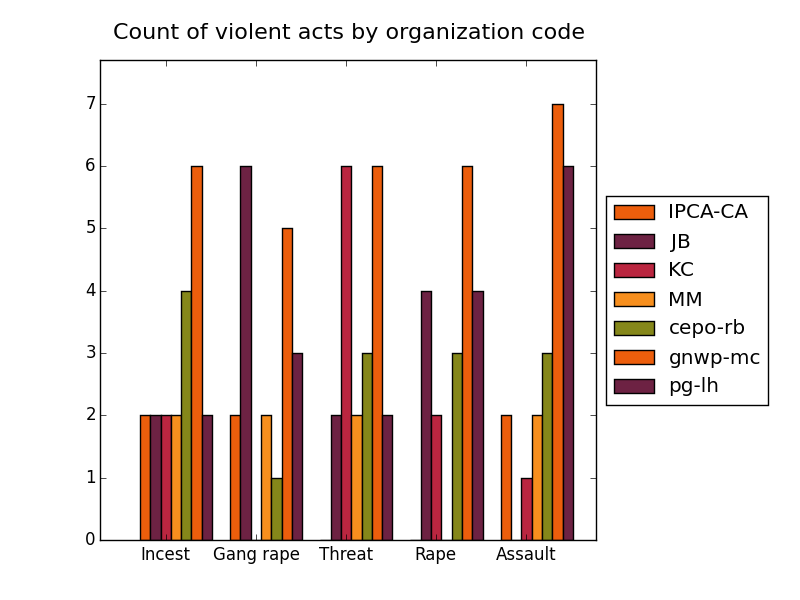 Count of violent acts by organization code
7
6
5
4
3
2
1
0
Incest Gang rape Threat Rape Assault
IPCA-CA
JB
KC
MM
cepo-rb
gnwp-mc
pg-lh